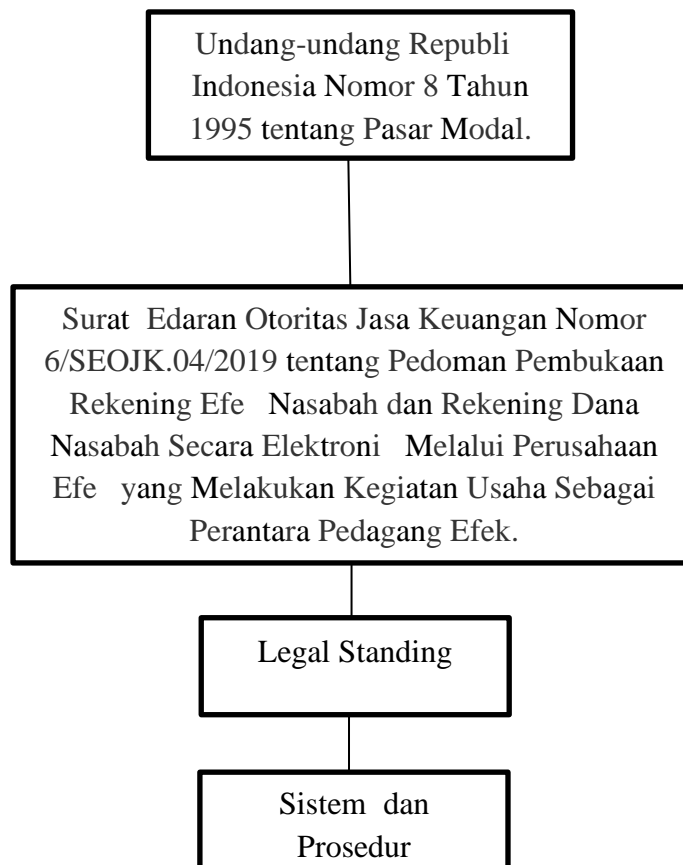 Undang-undang Republi
Indonesia Nomor 8 Tahun
1995 tentang Pasar Modal.
Surat Edaran Otoritas Jasa Keuangan Nomor
6/SEOJK.04/2019 tentang Pedoman Pembukaan
Rekening Efe Nasabah dan Rekening Dana
Nasabah Secara Elektroni Melalui Perusahaan
Efe yang Melakukan Kegiatan Usaha Sebagai
Perantara Pedagang Efek.
Legal Standing
Sistem dan
Prosedur